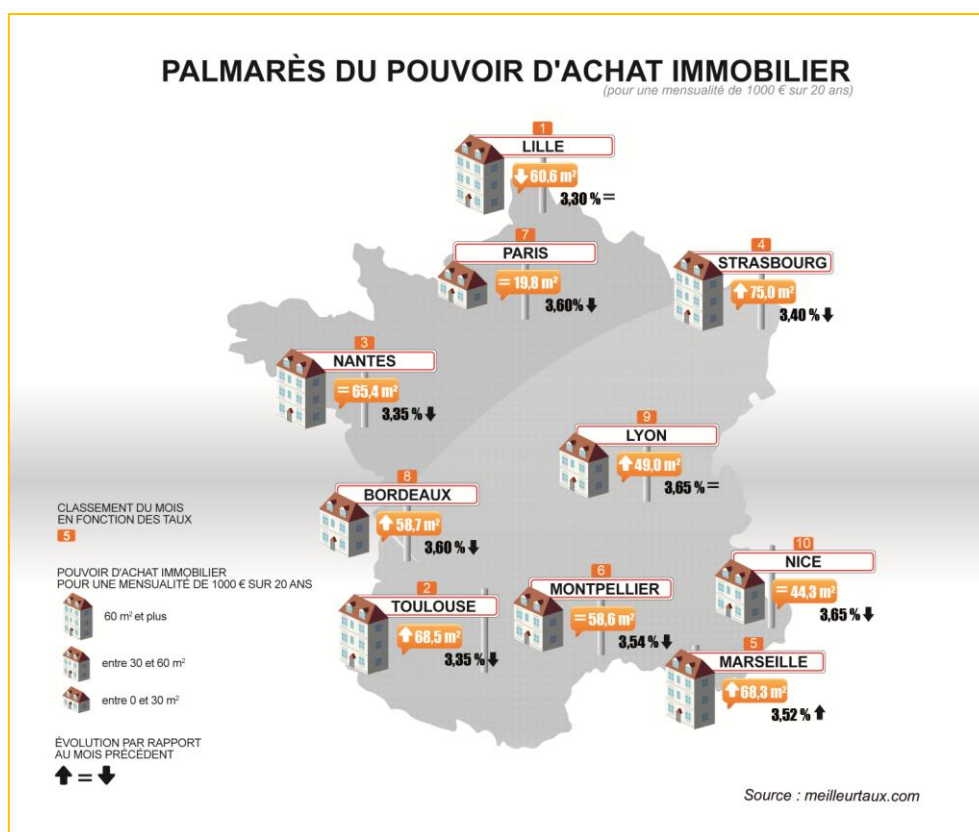 PALMARÈS DU POUVOIR D'ACHAT IMMOBILIER
(pour une mensualité de 1000 € sur 20 ans)
1
LILLE
60,6 m²
3,30 % =
7
PARIS
= 19,8 m²
3,60%
4
STRASBOURG
75,0 m²
3,40 %
3
NANTES
= 65,4 m²
3,35 %
9
LYON
49,0 m²
3,65 % =
8
BORDEAUX
58,7 m²
3,60 %
10
NICE
= 44,3 m²
3,65 %
6
MONTPELLIER
= 58,6 m²
3,54 %
2
TOULOUSE
68,5 m²
3,35 %
5
MARSEILLE
68,3 m²
3,52 %
CLASSEMENT DU MOIS
EN FONCTION DES TAUX
5
POUVOIR D'ACHAT IMMOBILIER
POUR UNE MENSUALITÉ DE 1000 € SUR 20 ANS
60 m² et plus
entre 30 et 60 m²
entre 0 et 30 m²
ÉVOLUTION PAR RAPPORT
AU MOIS PRÉCÉDENT
=
Source : meilleurtaux.com